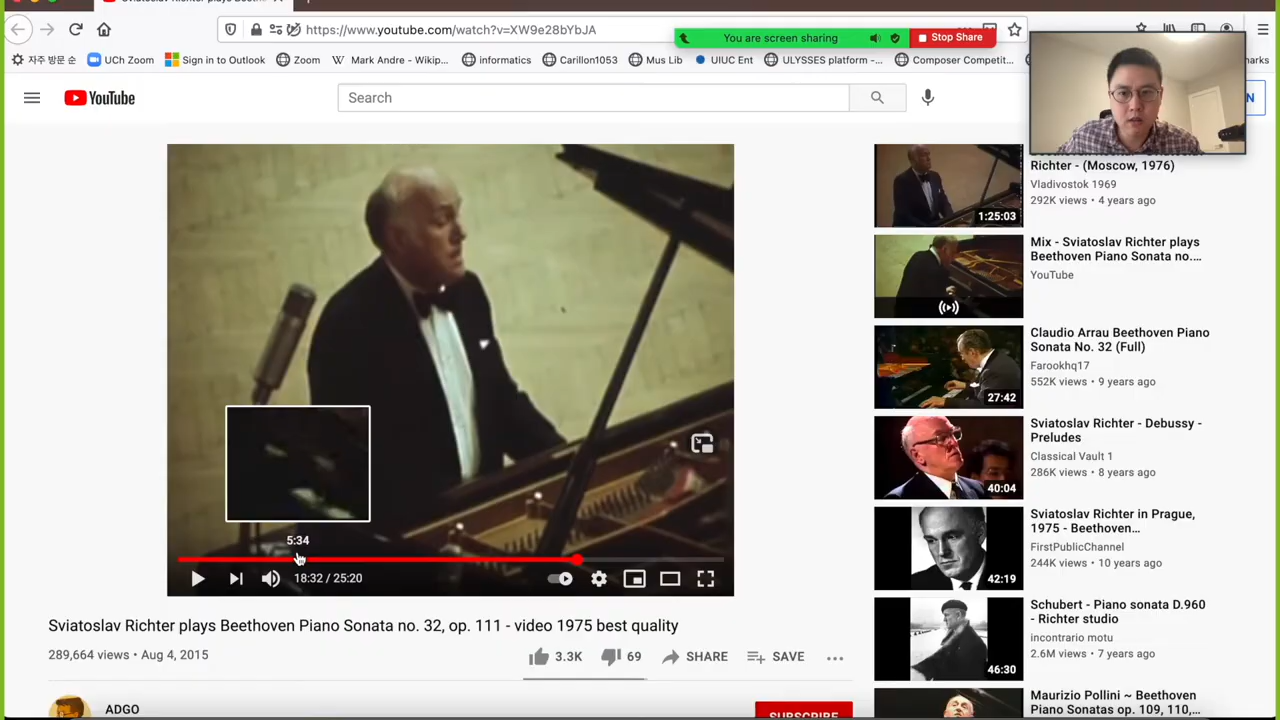 Sviatoslav Richter plays Beeth
https://www.youtube.com/watch?v=XW9e28bYbJA
You are screen sharing
Stop Share
자주 방문 순
UCh Zoom
Sign in to Outlook
Zoom
Mark Andre - Wikip...
informatics
Carillon1053
Mus Lib
UIUC Ent
ULYSSES platform -...
Composer Competit...
marks
YouTube
Search
N
5:34
18:32 / 25:20
Sviatoslav Richter plays Beethoven Piano Sonata no. 32, op. 111 - video 1975 best quality
289,664 views • Aug 4, 2015
3.3K
69
SHARE
SAVE
ADGO
SUBSCRIBE
Richter - (Moscow, 1976)
Vladivostok 1969
292K views • 4 years ago
1:25:03
Mix - Sviatoslav Richter plays
Beethoven Piano Sonata no....
YouTube
Claudio Arrau Beethoven Piano
Sonata No. 32 (Full)
Farookhq17
552K views • 9 years ago
27:42
Sviatoslav Richter - Debussy -
Preludes
Classical Vault 1
286K views • 8 years ago
40:04
Sviatoslav Richter in Prague,
1975 - Beethoven...
FirstPublicChannel
244K views • 10 years ago
42:19
Schubert - Piano sonata D.960
- Richter studio
incontrario motu
2.6M views • 7 years ago
46:30
Maurizio Pollini ~ Beethoven
Piano Sonatas op. 109, 110,...